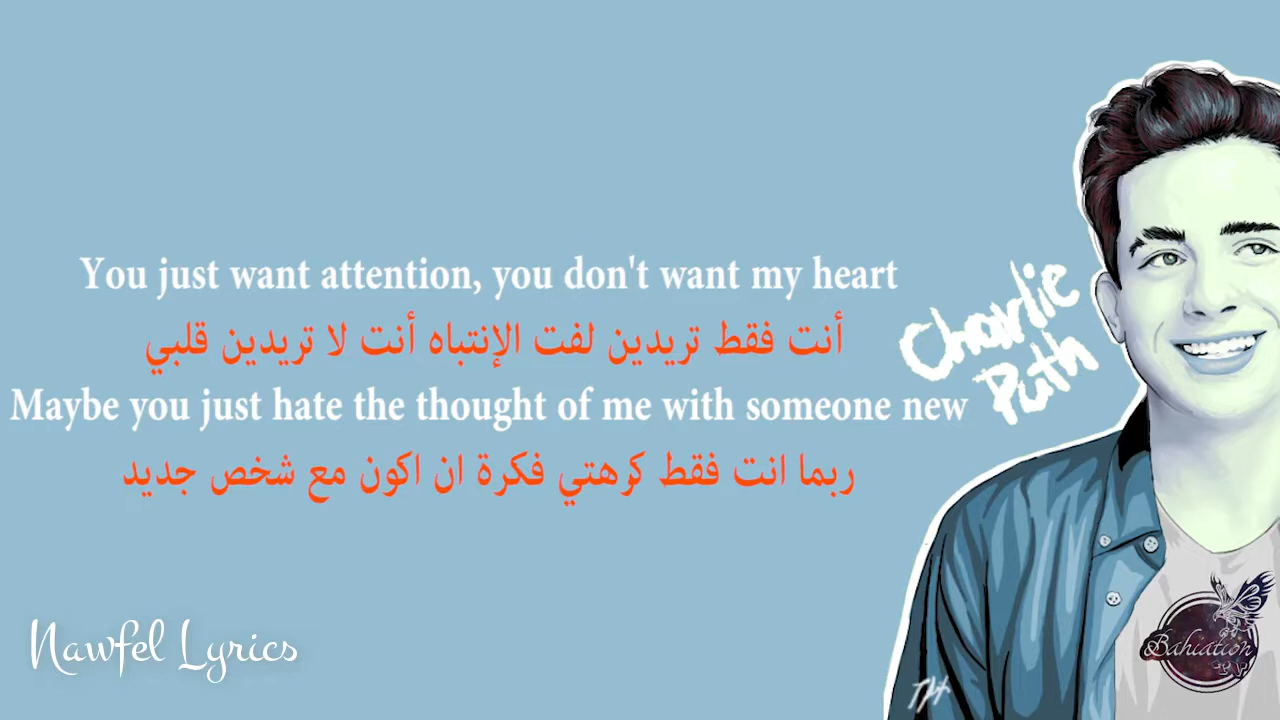 You just want attention, you don't want my heart
أنت فقط تريدين لفت الإنتباه أنت لا تريدين قلبي
Maybe you just hate the thought of me with someone new
ربما انت فقط كرهتي فكرة ان اكون مع شخص جديد
Charlie
Puth
Nawfel Lyrics
Bahiation